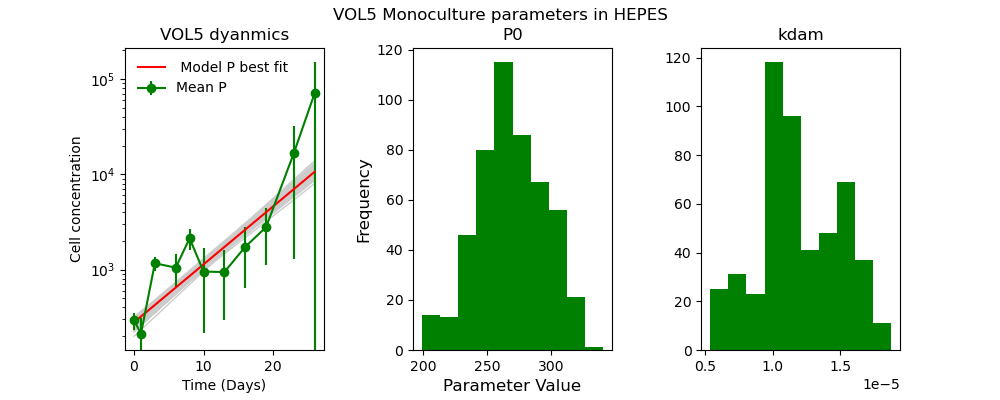 VOL5 Monoculture parameters in HEPES
VOL5 dyanmics
P0
kdam
Model P best fit
Mean P
Cell concentration
10^5
10^4
10^3
0
10
20
Time (Days)
Frequency
120
100
80
60
40
20
0
200
250
300
Parameter Value
120
100
80
60
40
20
0
0.5
1.0
1.5
1e−5